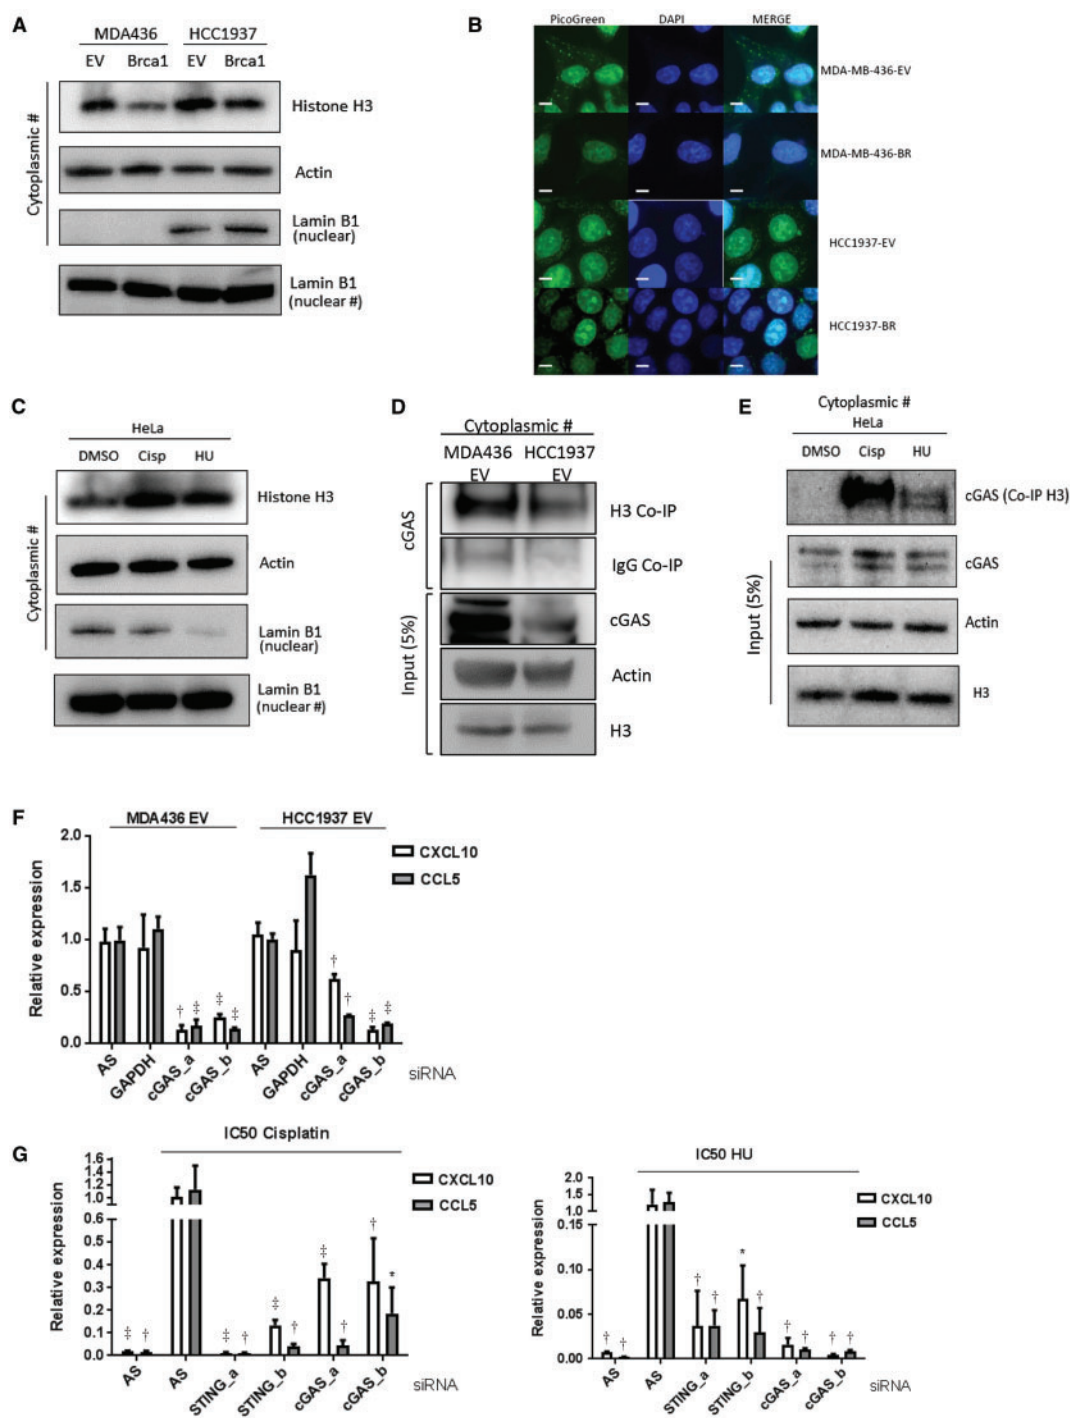 A
MDA436 HCC1937
EV Brca1 EV Brca1
Cytoplasmic #
Histone H3
Actin
Lamin B1
(nuclear)
Lamin B1
(nuclear #)
B
PicoGreen DAPI MERGE
MDA-MB-436-EV
MDA-MB-436-BR
HCC1937-EV
HCC1937-BR
C
HeLa
DMSO Cisp HU
Cytoplasmic #
Histone H3
Actin
Lamin B1
(nuclear)
Lamin B1
(nuclear #)
D
Cytoplasmic #
MDA436 HCC1937
EV EV
cGAS
H3 Co-IP
IgG Co-IP
Input (5%)
cGAS
Actin
H3
E
Cytoplasmic #
HeLa
DMSO Cisp HU
cGAS (Co-IP H3)
Input (5%)
cGAS
Actin
H3
F
MDA436 EV HCC1937 EV
Relative expression
2.0
1.5
1.0
0.5
0.0
CXCL10
CCL5
† ‡ ‡ ‡ † † ‡ ‡
AS GAPDH cGAS_a cGAS_b AS GAPDH cGAS_a cGAS_b siRNA
G
IC50 Cisplatin
Relative expression
1.6
1.4
1.2
1.0
0.6
0.5
0.4
0.3
0.2
0.1
0.0
CXCL10
CCL5
‡ † ‡ † ‡ † ‡ † † *
AS AS STING_a STING_b cGAS_a cGAS_b siRNA
IC50 HU
Relative expression
2.0
1.5
1.0
0.15
0.10
0.05
0.00
CXCL10
CCL5
† † † † * † † † † †
AS AS STING_a STING_b cGAS_a cGAS_b siRNA